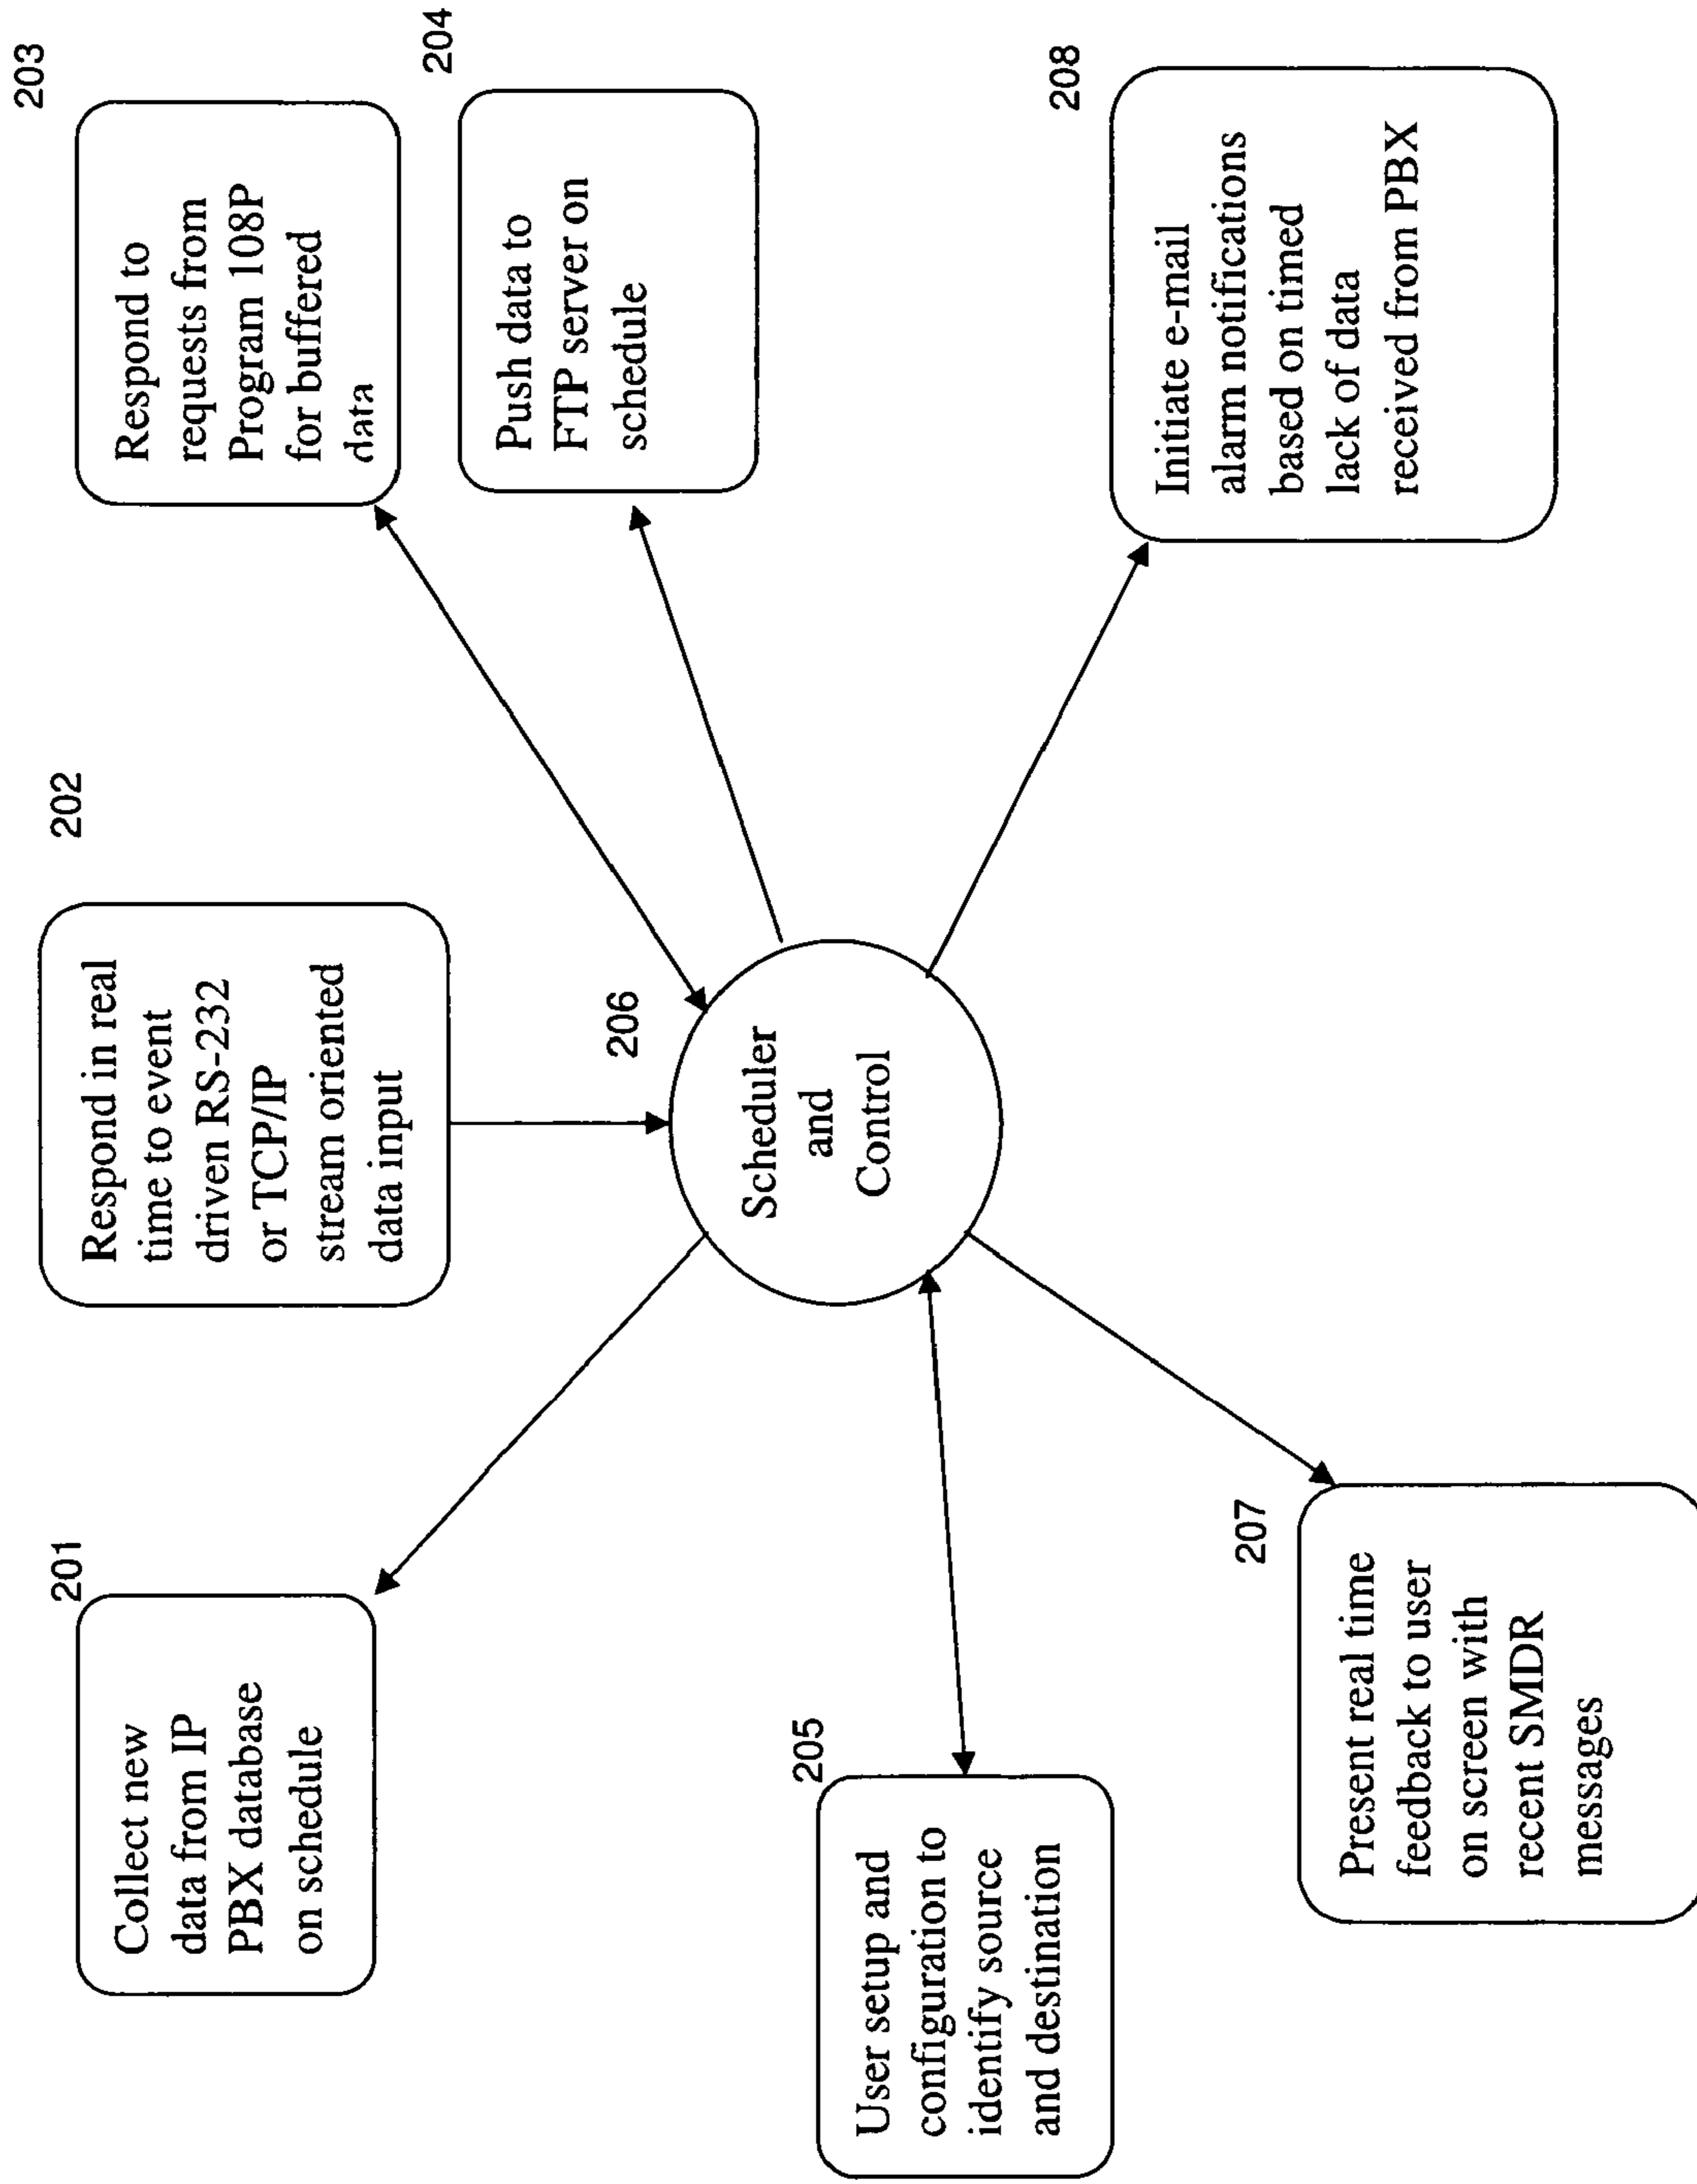 201
Collect new
data from IP
PBX database
on schedule
202
Respond in real
time to event
driven RS-232
or TCP/IP
stream oriented
data input
203
Respond to
requests from
Program 108P
for buffered
data
204
Push data to
FTP server on
schedule
205
User setup and
configuration to
identify source
and destination
206
Scheduler
and
Control
207
Present real time
feedback to user
on screen with
recent SMDR
messages
208
Initiate e-mail
alarm notifications
based on timed
lack of data
received from PBX